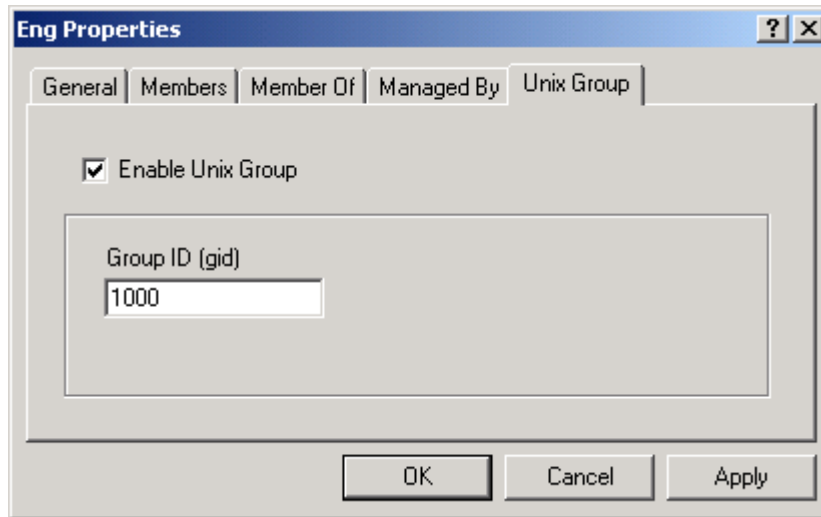 Eng Properties
General Members Member Of Managed By Unix Group
Enable Unix Group
Group ID (gid)
1000
OK Cancel Apply